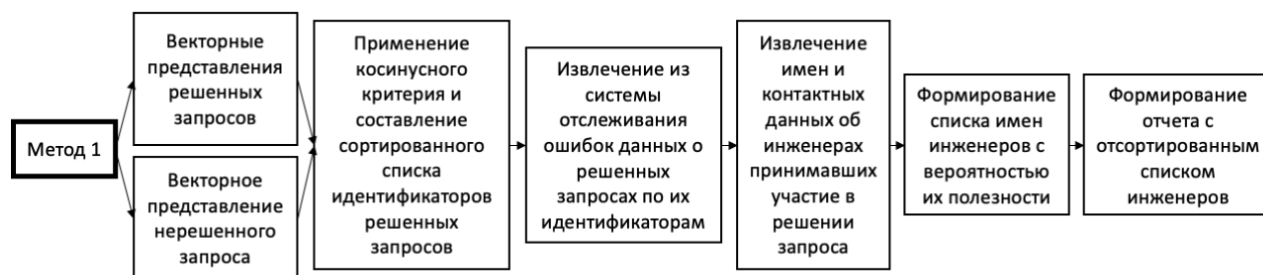 Метод 1
Векторные
представления
решенных
запросов
Векторное
представление
нерешенного
запроса
Применение
косинусного
критерия и
составление
сортированного
списка
идентификаторов
решенных
запросов
Извлечение из
системы
отслеживания
ошибок данных о
решенных
запросах по их
идентификаторам
Извлечение
имен и
контактных
данных об
инженерах
принимавших
участие в
решении
запроса
Формирование
списка имен
инженеров с
вероятностью
их полезности
Формирование
отчета с
отсортированным
списком
инженеров